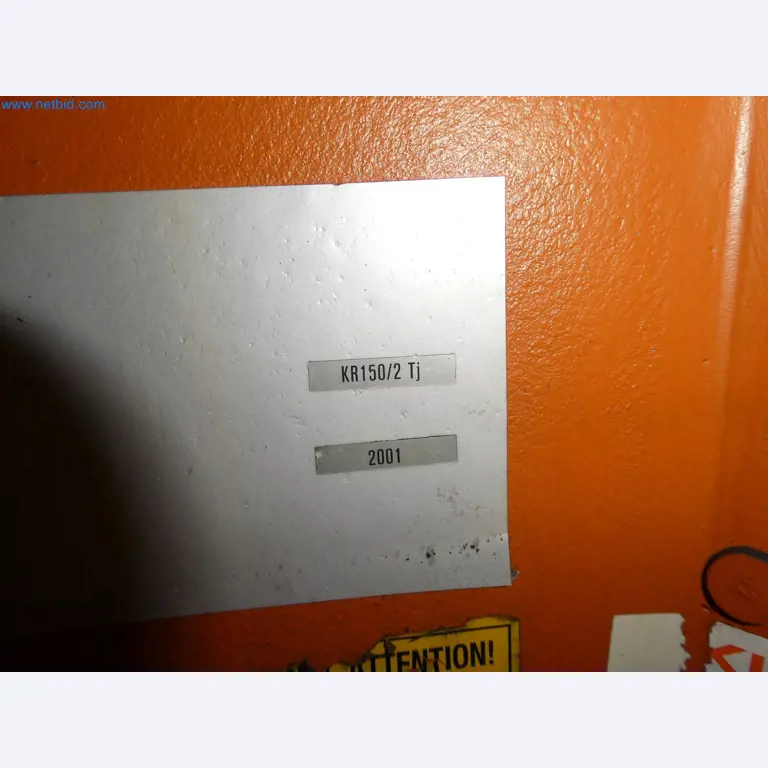 www.netbid.com
KR150/2 Tj
2001
ATTENTION!